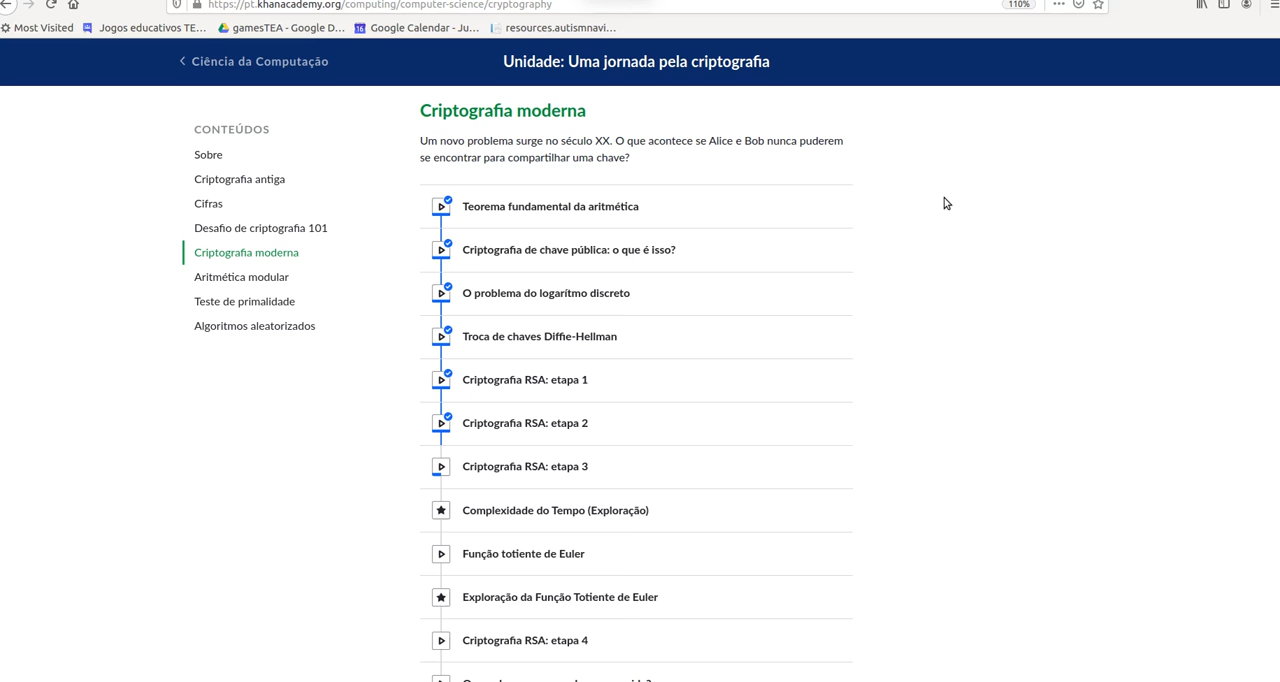 https://pt.khanacademy.org/computing/computer-science/cryptography
110%
Most Visited
Jogos educativos TE...
gamesTEA - Google D...
Google Calendar - Ju...
resources.autismnavi...
Ciência da Computação
Unidade: Uma jornada pela criptografia
CONTEÚDOS
Sobre
Criptografia antiga
Cifras
Desafio de criptografia 101
Criptografia moderna
Aritmética modular
Teste de primalidade
Algoritmos aleatorizados
Criptografia moderna
Um novo problema surge no século XX. O que acontece se Alice e Bob nunca puderem
se encontrar para compartilhar uma chave?
Teorema fundamental da aritmética
Criptografia de chave pública: o que é isso?
O problema do logarítmo discreto
Troca de chaves Diffie-Hellman
Criptografia RSA: etapa 1
Criptografia RSA: etapa 2
Criptografia RSA: etapa 3
Complexidade do Tempo (Exploração)
Função totiente de Euler
Exploração da Função Totiente de Euler
Criptografia RSA: etapa 4